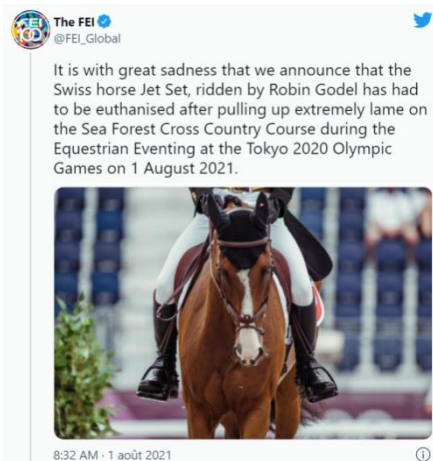 The FEI
@FEI_Global
It is with great sadness that we announce that the
Swiss horse Jet Set, ridden by Robin Godel has had
to be euthanised after pulling up extremely lame on
the Sea Forest Cross Country Course during the
Equestrian Eventing at the Tokyo 2020 Olympic
Games on 1 August 2021.
8:32 AM · 1 août 2021